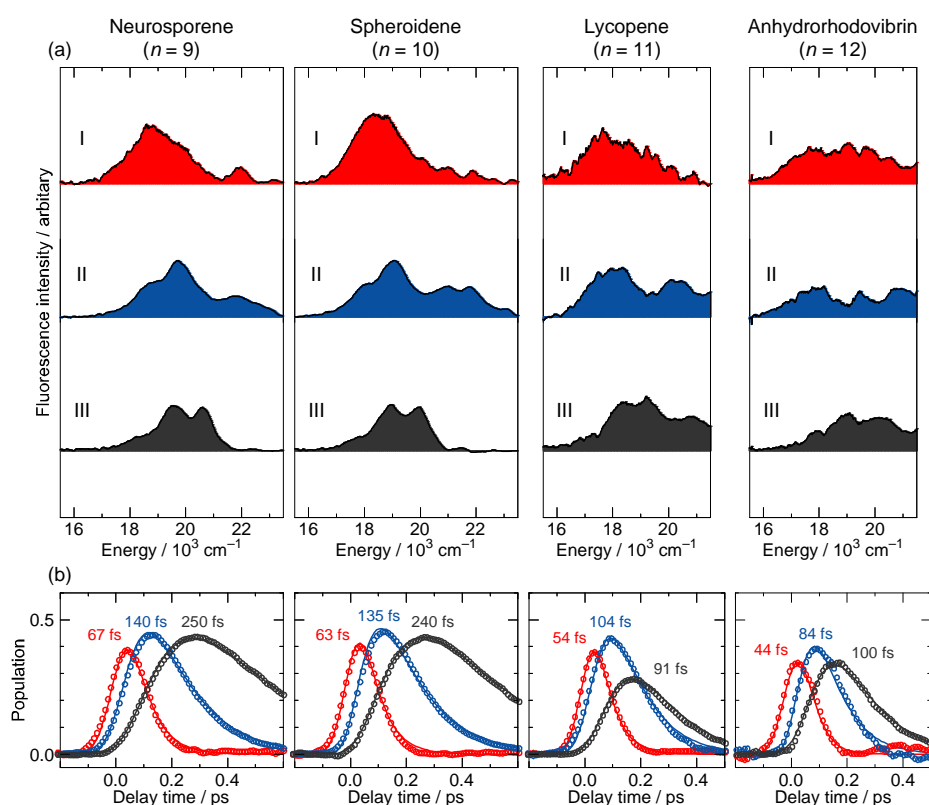 Neurosporene
(n = 9)
Spheroidene
(n = 10)
Lycopene
(n = 11)
Anhydrorhodovibrin
(n = 12)
(a)
Fluorescence intensity / arbitary
I
I
I
I
II
II
II
II
III
III
III
III
16 18 20 22
16 18 20 22
16 18 20
16 18 20
Energy / 10³ cm⁻¹
Energy / 10³ cm⁻¹
Energy / 10³ cm⁻¹
Energy / 10³ cm⁻¹
(b)
Population
0.5
0.0
67 fs
140 fs
250 fs
63 fs
135 fs
240 fs
54 fs
104 fs
91 fs
44 fs
84 fs
100 fs
0.0 0.2 0.4
0.0 0.2 0.4
0.0 0.2 0.4
0.0 0.2 0.4
Delay time / ps
Delay time / ps
Delay time / ps
Delay time / ps